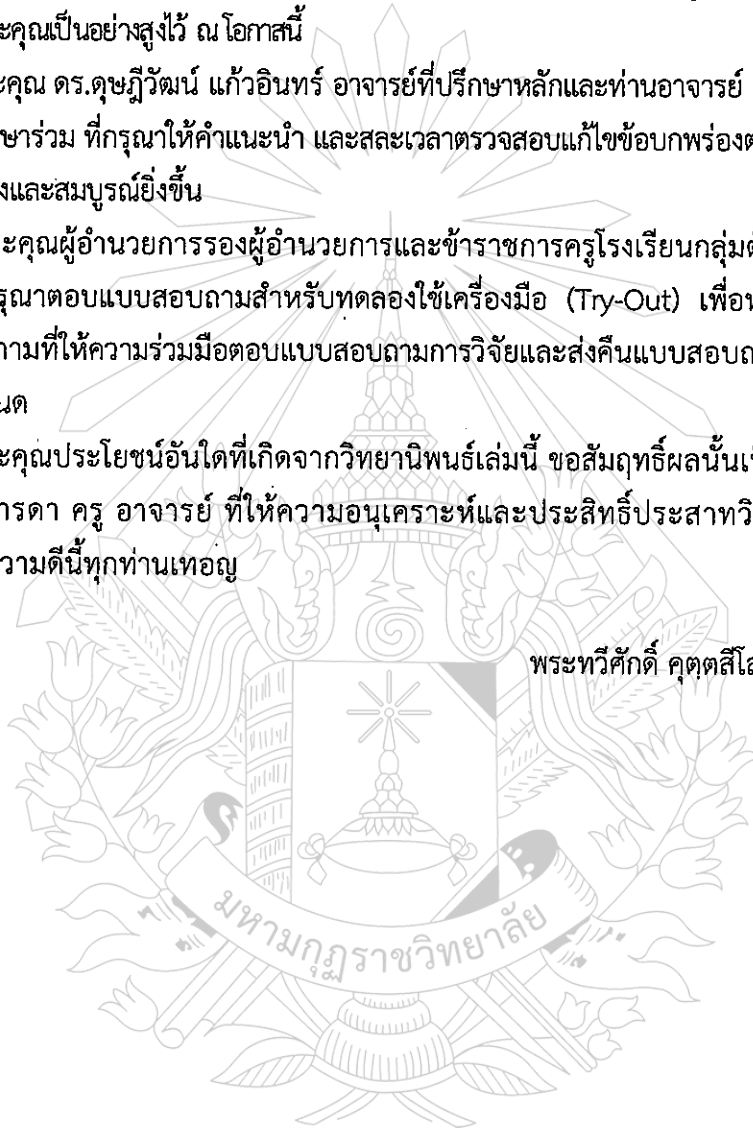 ะคุณเป็นอย่างสูงไว้ ณ โอกาสนี้
ะคุณ ดร.ดุษฎีวัฒน์ แก้วอินทร์ อาจารย์ที่ปรึกษาหลักและท่านอาจารย์
ษาร่วม ที่กรุณาให้คำแนะนำ และสละเวลาตรวจสอบแก้ไขข้อบกพร่องต
งและสมบูรณ์ยิ่งขึ้น
ะคุณผู้อำนวยการรองผู้อำนวยการและข้าราชการครูโรงเรียนกลุ่มตั
รุณาตอบแบบสอบถามสำหรับทดลองใช้เครื่องมือ (Try-Out) เพื่อน
ถามที่ให้ความร่วมมือตอบแบบสอบถามการวิจัยและส่งคืนแบบสอบถ
นด
ะคุณประโยชน์อันใดที่เกิดจากวิทยานิพนธ์เล่มนี้ ขอสัมฤทธิ์ผลนั้นเ
ารดา ครู อาจารย์ ที่ให้ความอนุเคราะห์และประสิทธิ์ประสาทวิ
วามดีนี้ทุกท่านเทอญ
พระทวีศักดิ์ คุตฺตสีโล
มหามกุฏราชวิทยาลัย